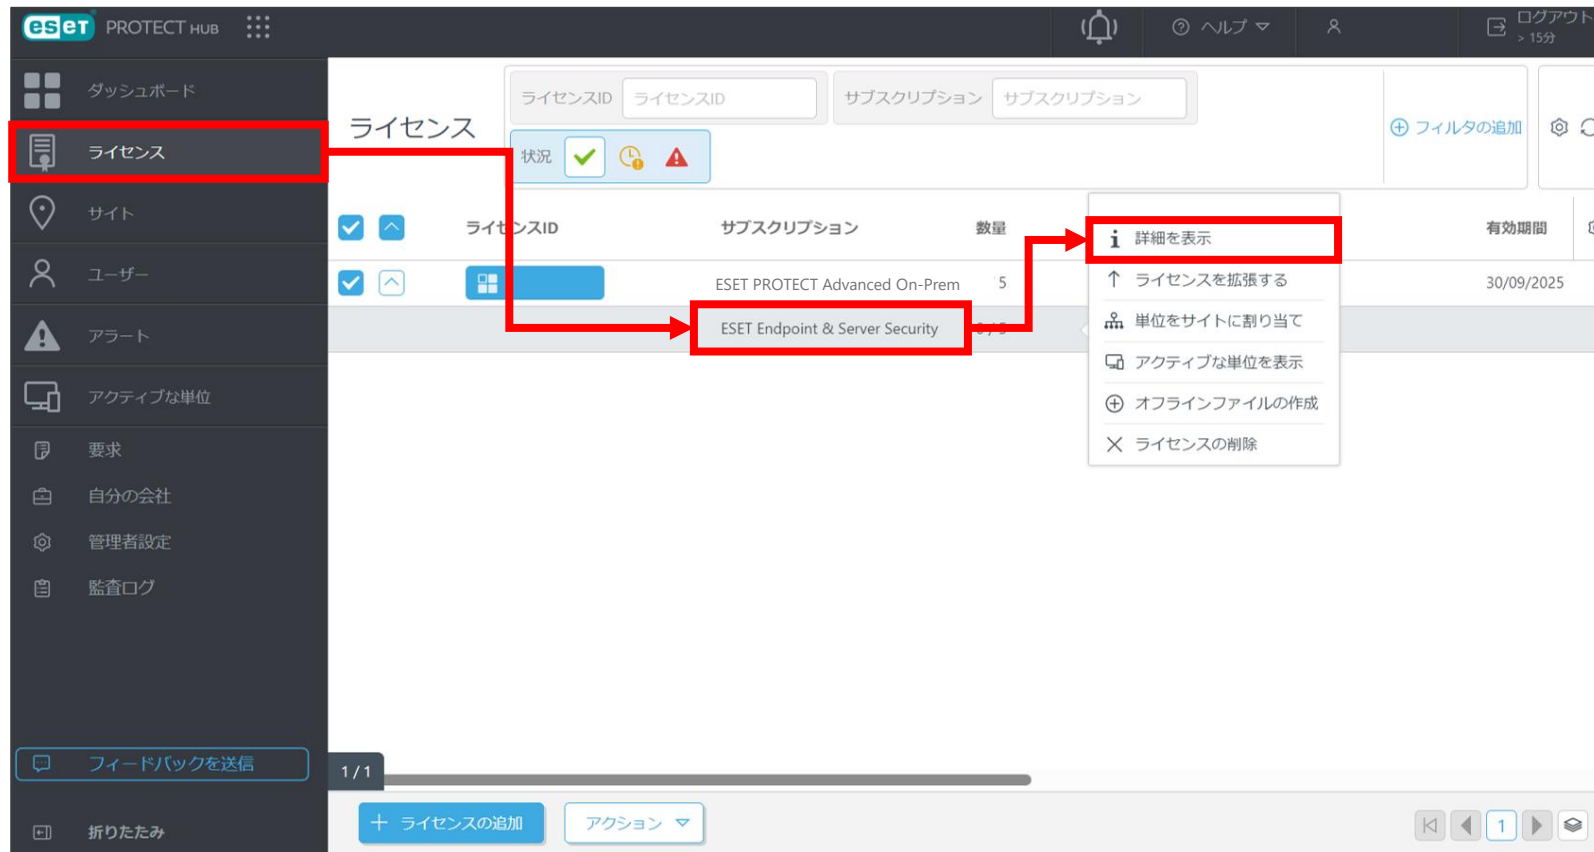 eset PROTECT HUB
ヘルプ
ログアウト
> 15分
ダッシュボード
ライセンス
サイト
ユーザー
アラート
アクティブな単位
要求
自分の会社
管理者設定
監査ログ
フィードバックを送信
折りたたみ
ライセンス
ライセンスID ライセンスID
サブスクリプション サブスクリプション
状況
フィルタの追加
ライセンスID サブスクリプション 数量 有効期間
ESET PROTECT Advanced On-Prem 5 30/09/2025
ESET Endpoint & Server Security
詳細を表示
ライセンスを拡張する
単位をサイトに割り当て
アクティブな単位を表示
オフラインファイルの作成
ライセンスの削除
1 / 1
ライセンスの追加
アクション
1